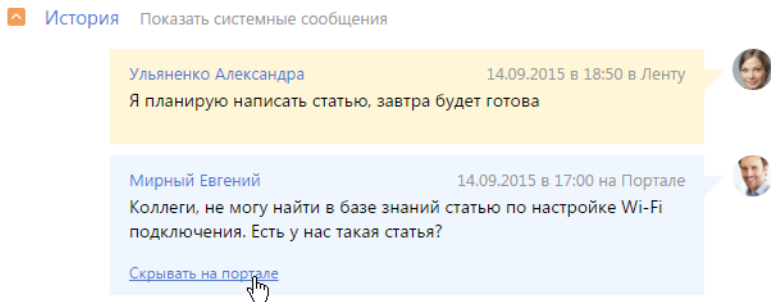 История Показать системные сообщения
Ульяненко Александра 14.09.2015 в 18:50 в Ленту
Я планирую написать статью, завтра будет готова
Мирный Евгений 14.09.2015 в 17:00 на Портале
Коллеги, не могу найти в базе знаний статью по настройке Wi-Fi
подключения. Есть у нас такая статья?
Скрывать на портале